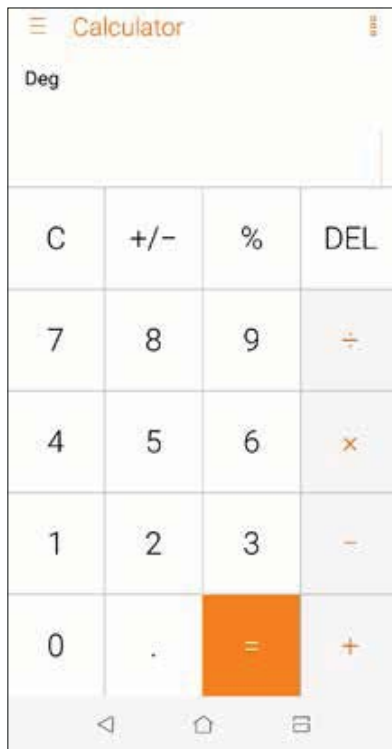 Calculator
Deg
C +/− % DEL
7 8 9 ÷
4 5 6 ×
1 2 3 −
0 . = +